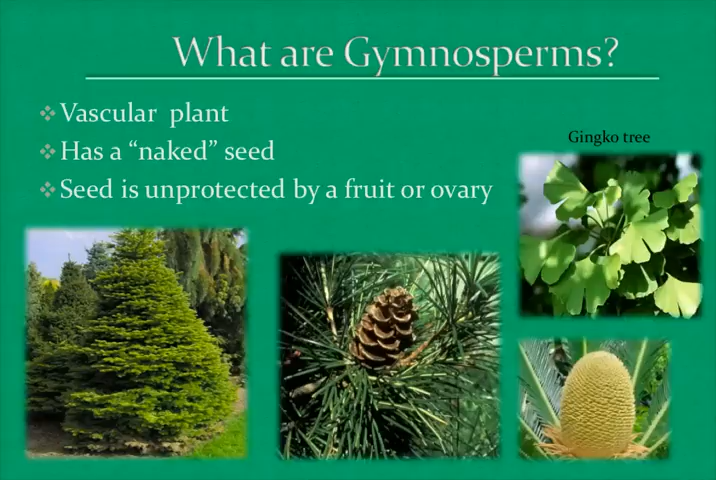 What are Gymnosperms?
Vascular plant
Has a “naked” seed
Seed is unprotected by a fruit or ovary
Gingko tree